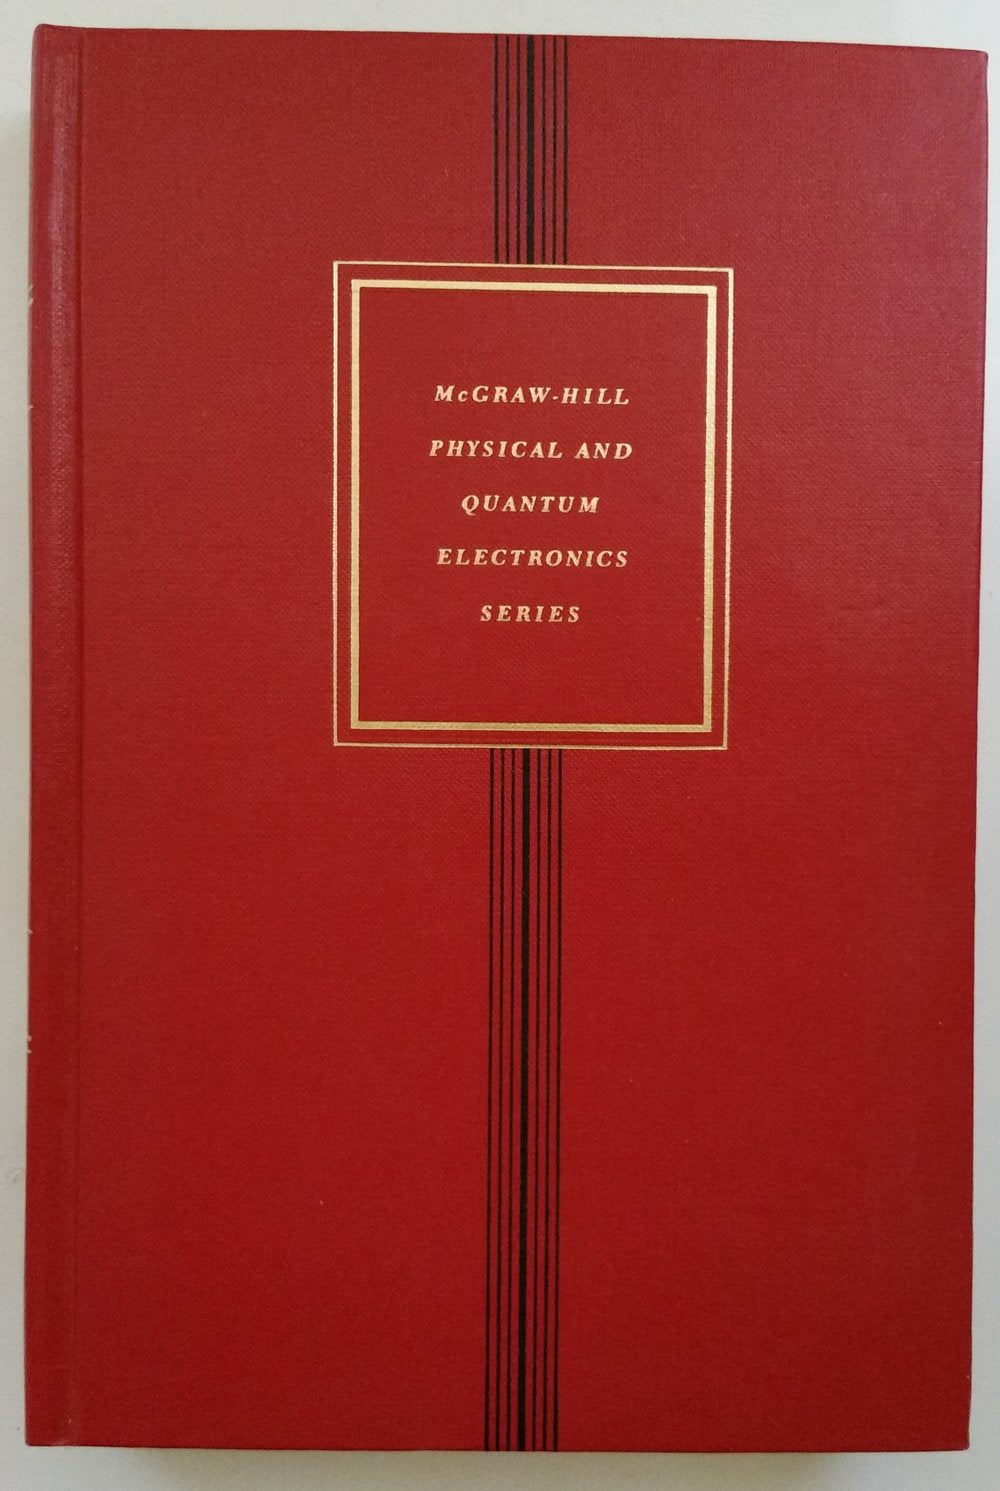 McGRAW-HILL
PHYSICAL AND
QUANTUM
ELECTRONICS
SERIES